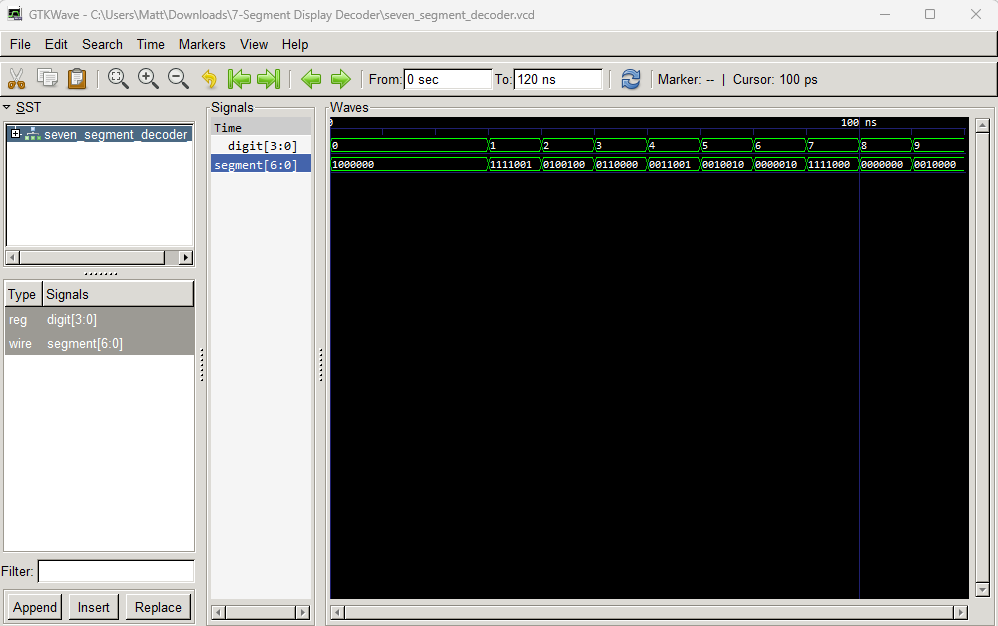 GTKWave - C:\Users\Matt\Downloads\7-Segment Display Decoder\seven_segment_decoder.vcd
File Edit Search Time Markers View Help
From: 0 sec To: 120 ns Marker: -- | Cursor: 100 ps
SST
seven_segment_decoder
Type Signals
reg digit[3:0]
wire segment[6:0]
Filter:
Append Insert Replace
Signals
Time
digit[3:0]
segment[6:0]
Waves
0 100 ns
0 1 2 3 4 5 6 7 8 9
1000000 1111001 0100100 0110000 0011001 0010010 0000010 1111000 0000000 0010000